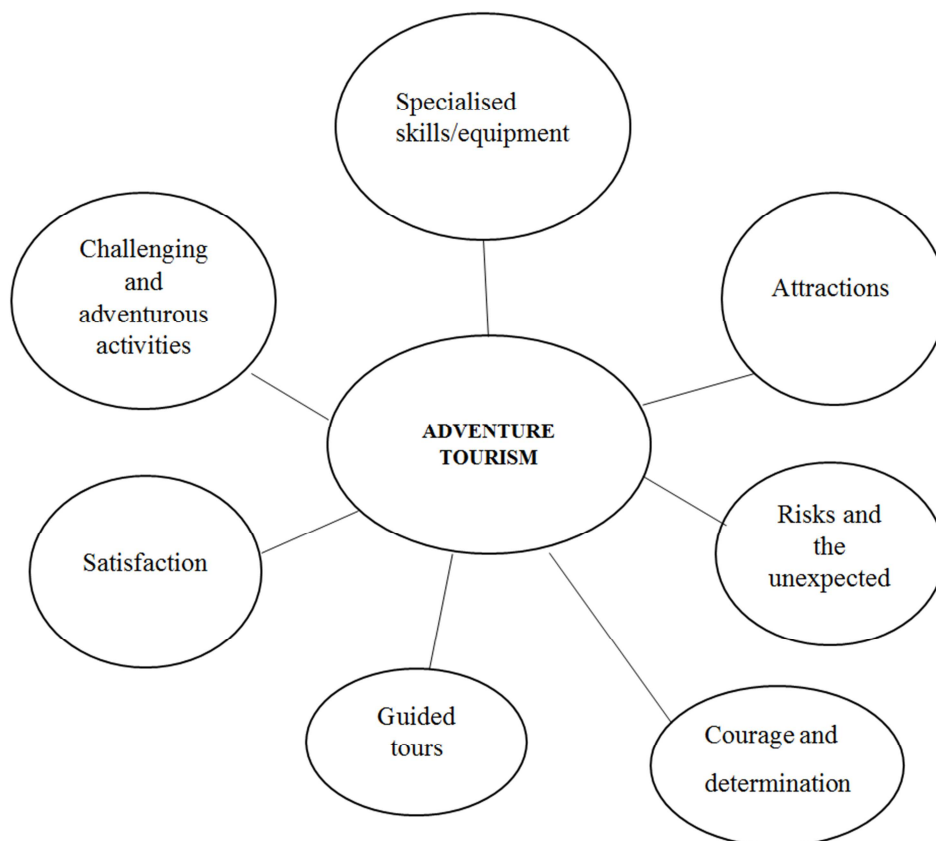 Specialised
skills/equipment
Challenging
and
adventurous
activities
Attractions
ADVENTURE
TOURISM
Risks and
the
unexpected
Satisfaction
Guided
tours
Courage and
determination